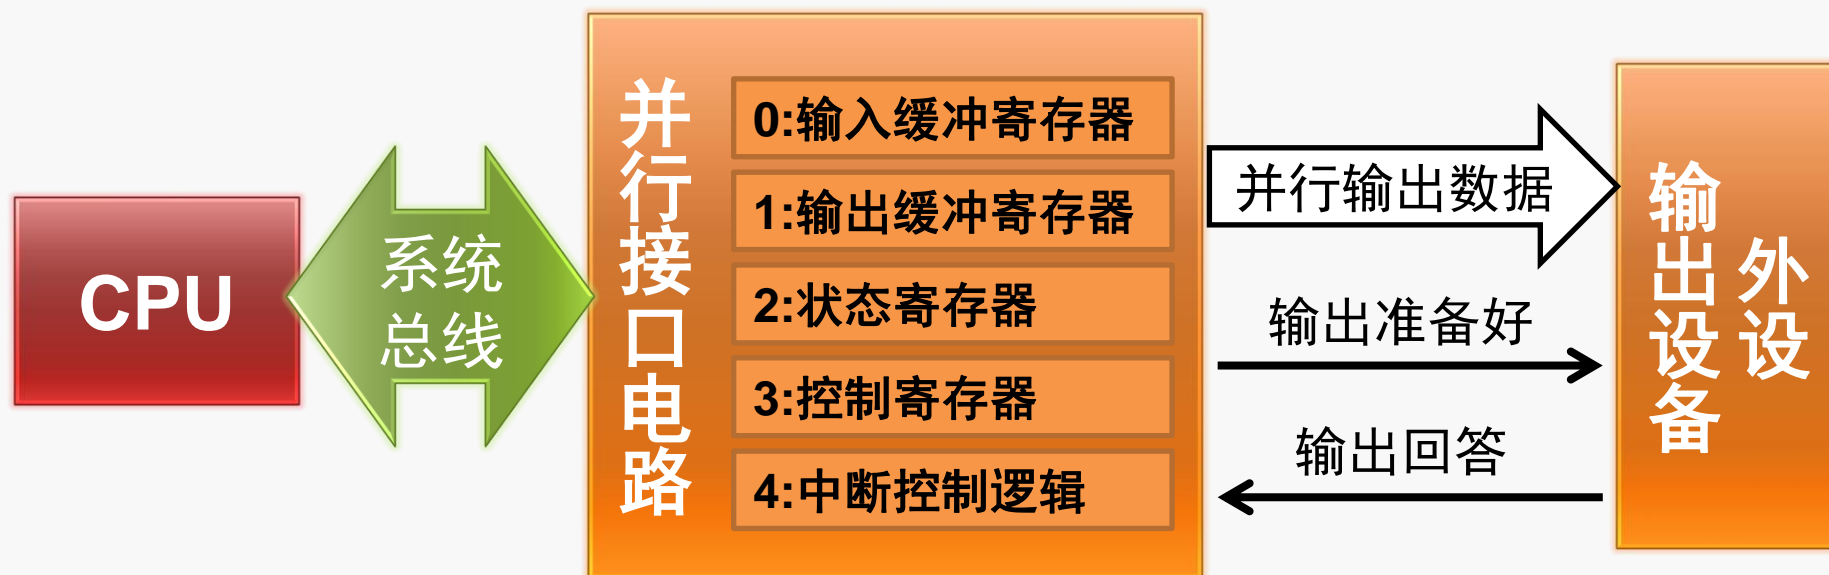 CPU
系统
总线
并行接口电路
0:输入缓冲寄存器
1:输出缓冲寄存器
2:状态寄存器
3:控制寄存器
4:中断控制逻辑
并行输出数据
输出准备好
输出回答
输出设备
外设